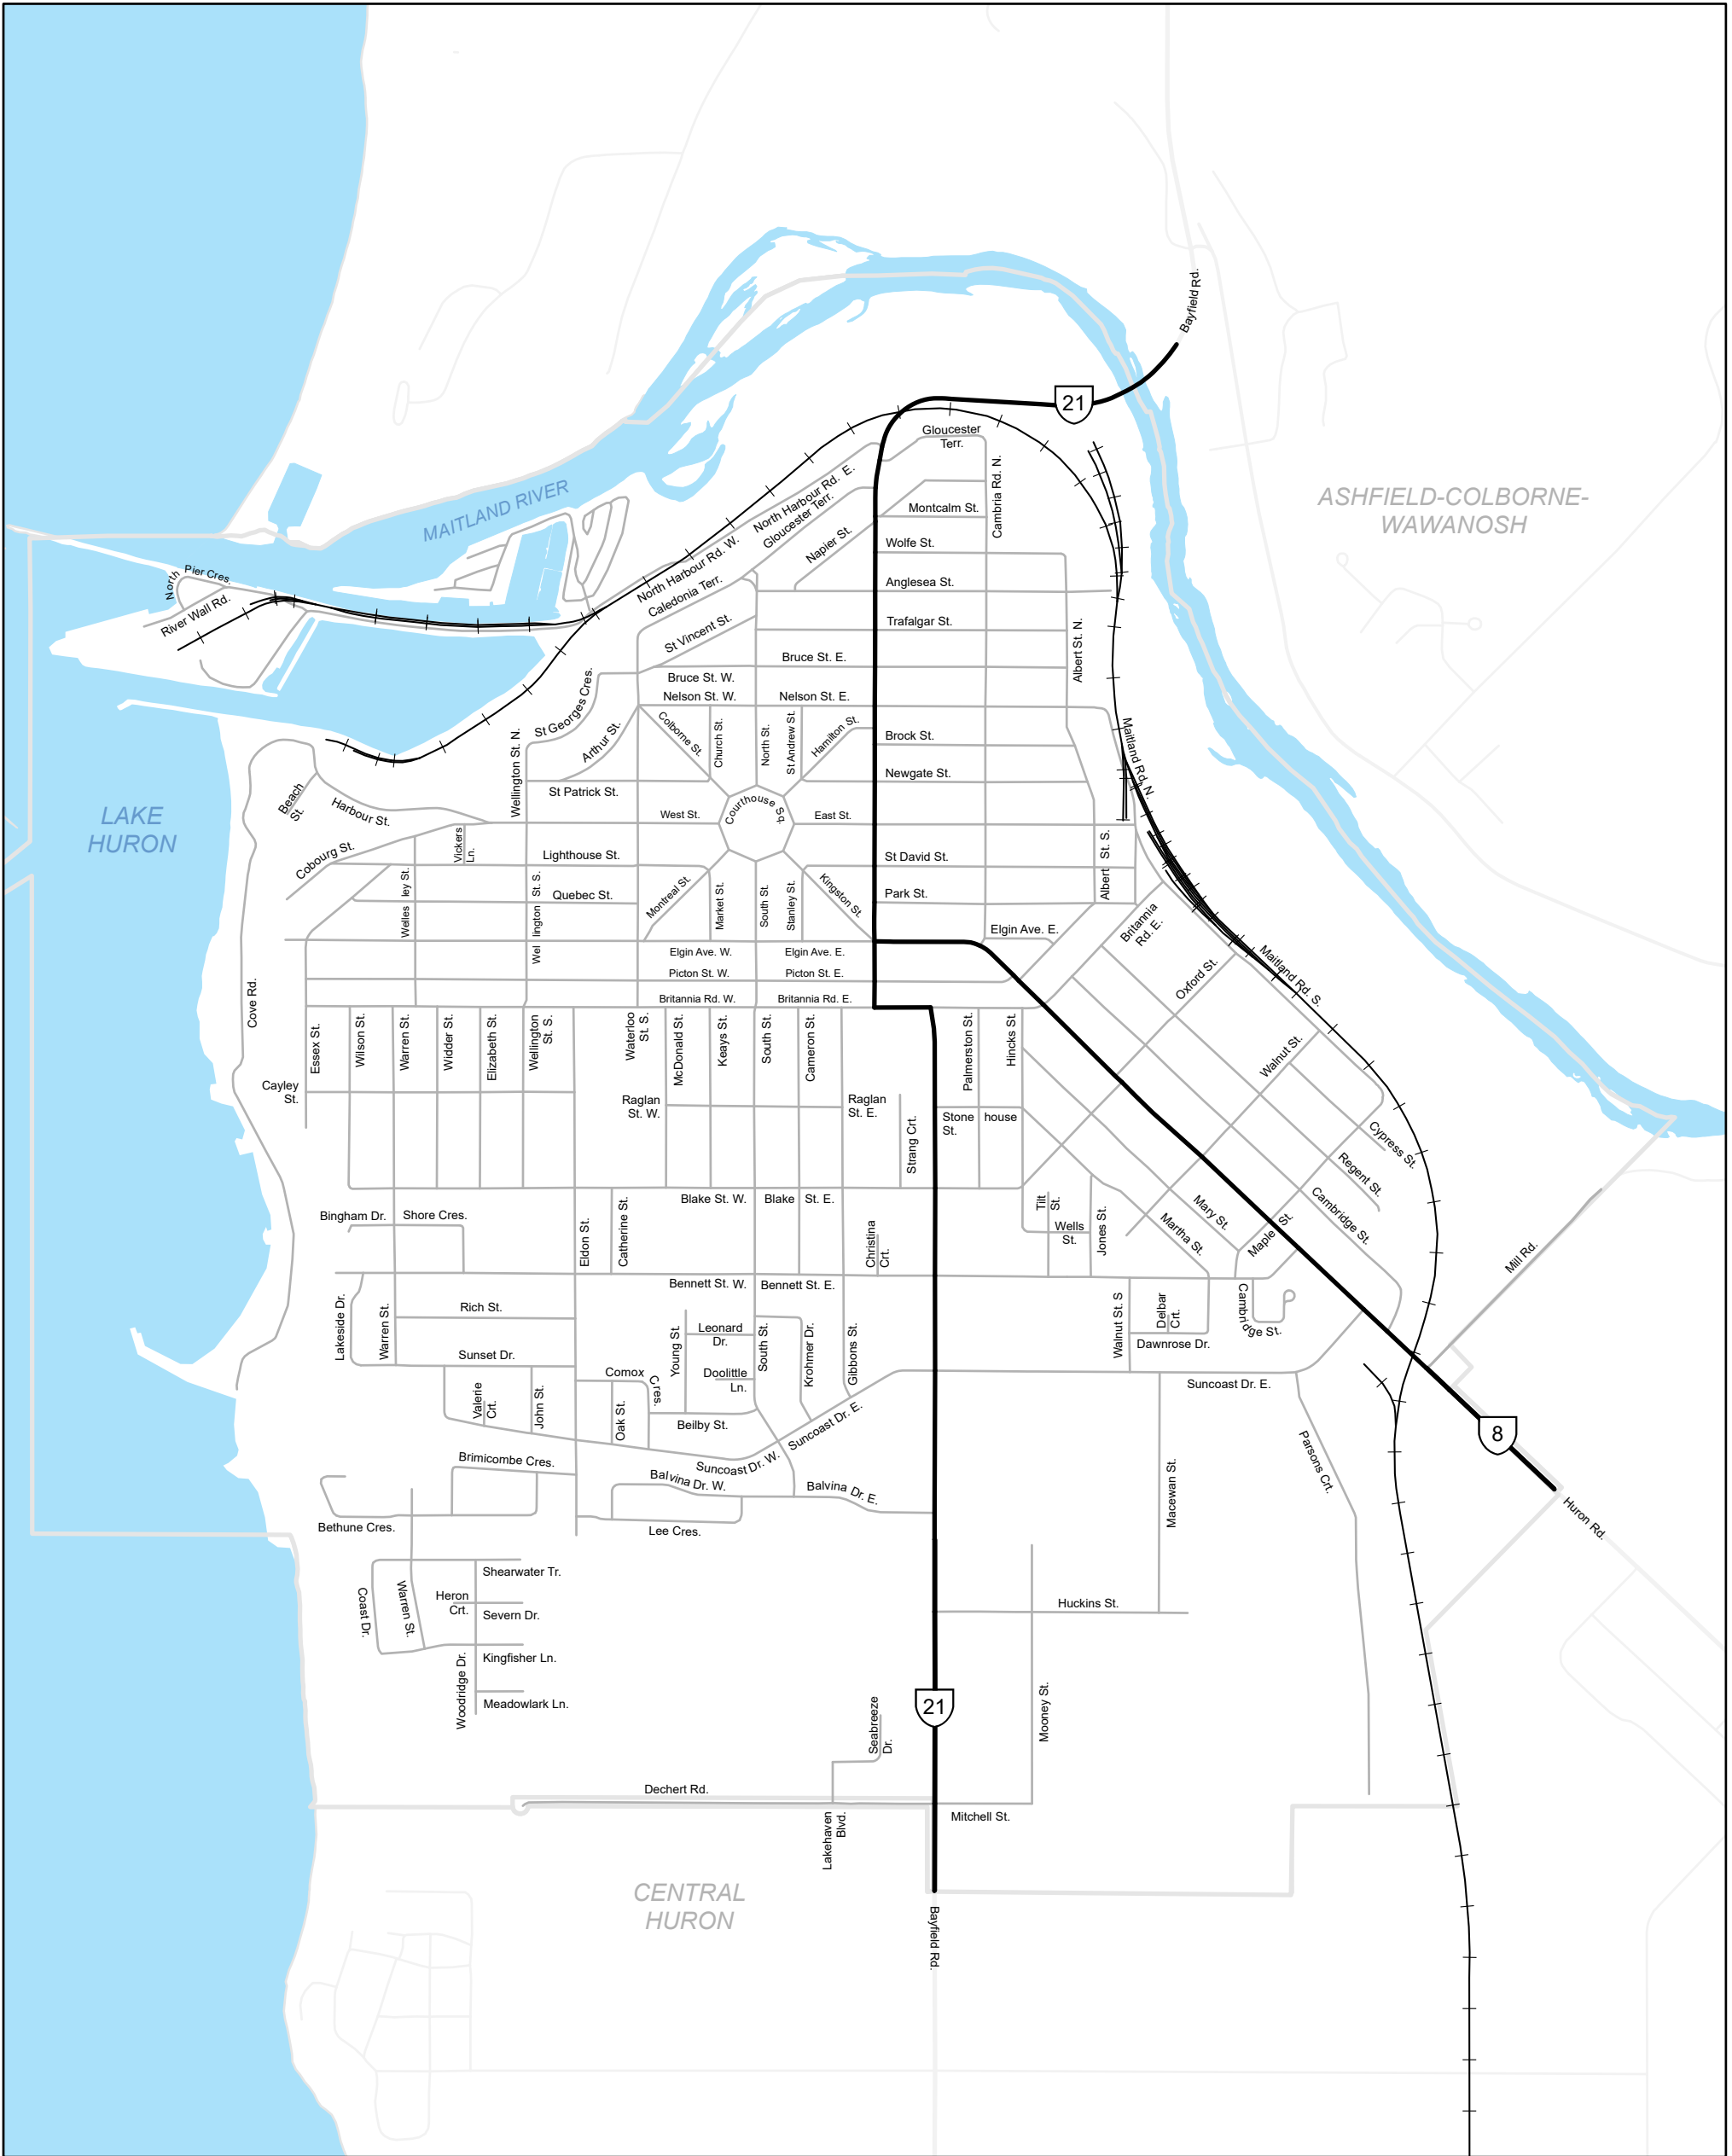 Bayfield Rd.
21
Gloucester
Terr.
North Harbour Rd. E.
Cambria Rd. N.
ASHFIELD-COLBORNE-
WAWANOSH
MAITLAND RIVER
Gloucester Terr.
Montcalm St.
Napier St.
Wolfe St.
North Harbour Rd. W.
North
Pier Cres.
Anglesea St.
Caledonia Terr.
River Wall Rd.
Trafalgar St.
St Vincent St.
Albert St. N.
Bruce St. E.
Bruce St. W.
Nelson St. W.
Nelson St. E.
St Georges Cres.
Arthur St.
Colborne St.
Church St.
North St.
St Andrew St.
Hamilton St.
Brock St.
Maitland Rd. N.
Wellington St. N.
Newgate St.
St Patrick St.
Beach
St.
Harbour St.
LAKE
HURON
West St.
Courthouse Sq.
East St.
Cobourg St.
Vickers
Ln.
Lighthouse St.
St David St.
Albert St. S.
Welles ley St.
Wel lington St. S.
Quebec St.
Montreal St.
Market St.
South St.
Stanley St.
Kingston St.
Park St.
Britannia
Rd. E.
Elgin Ave. E.
Elgin Ave. W.
Elgin Ave. E.
Oxford St.
Maitland Rd. S.
Picton St. W.
Picton St. E.
Cove Rd.
Britannia Rd. W.
Britannia Rd. E.
Essex St.
Wilson St.
Warren St.
Widder St.
Elizabeth St.
Wellington
St. S.
Waterloo
St. S.
McDonald St.
Keays St.
South St.
Cameron St.
Palmerston St.
Hincks St.
Walnut St.
Cayley
St.
Raglan
St. W.
Raglan
St. E.
Strang Crt.
Stone house
St.
Cypress St.
Regent St.
Cambridge St.
Blake St. W.
Blake St. E.
Tilt
St.
Mary St.
Martha St.
Maple St.
Bingham Dr.
Shore Cres.
Eldon St.
Catherine St.
Christina
Crt.
Wells
St.
Jones St.
Mill Rd.
Bennett St. W.
Bennett St. E.
Lakeside Dr.
Warren St.
Rich St.
Young St.
Leonard
Dr.
South St.
Krohmer Dr.
Gibbons St.
Walnut St. S
Delbar
Crt.
Cambridge St.
Dawnrose Dr.
Sunset Dr.
Comox
Cres.
Doolittle
Ln.
Suncoast Dr. E.
Valerie
Crt.
John St.
Oak St.
Beilby St.
Suncoast Dr. E.
8
Brimicombe Cres.
Suncoast Dr. W.
Parsons Crt.
Balvina Dr. W.
Balvina Dr. E.
Macewan St.
Bethune Cres.
Lee Cres.
Huron Rd.
Shearwater Tr.
Coast Dr.
Warren St.
Heron
Crt.
Severn Dr.
Huckins St.
Kingfisher Ln.
Woodridge Dr.
Meadowlark Ln.
21
Mooney St.
Seabreeze
Dr.
Dechert Rd.
Lakehaven
Blvd.
Mitchell St.
CENTRAL
HURON
Bayfield Rd.